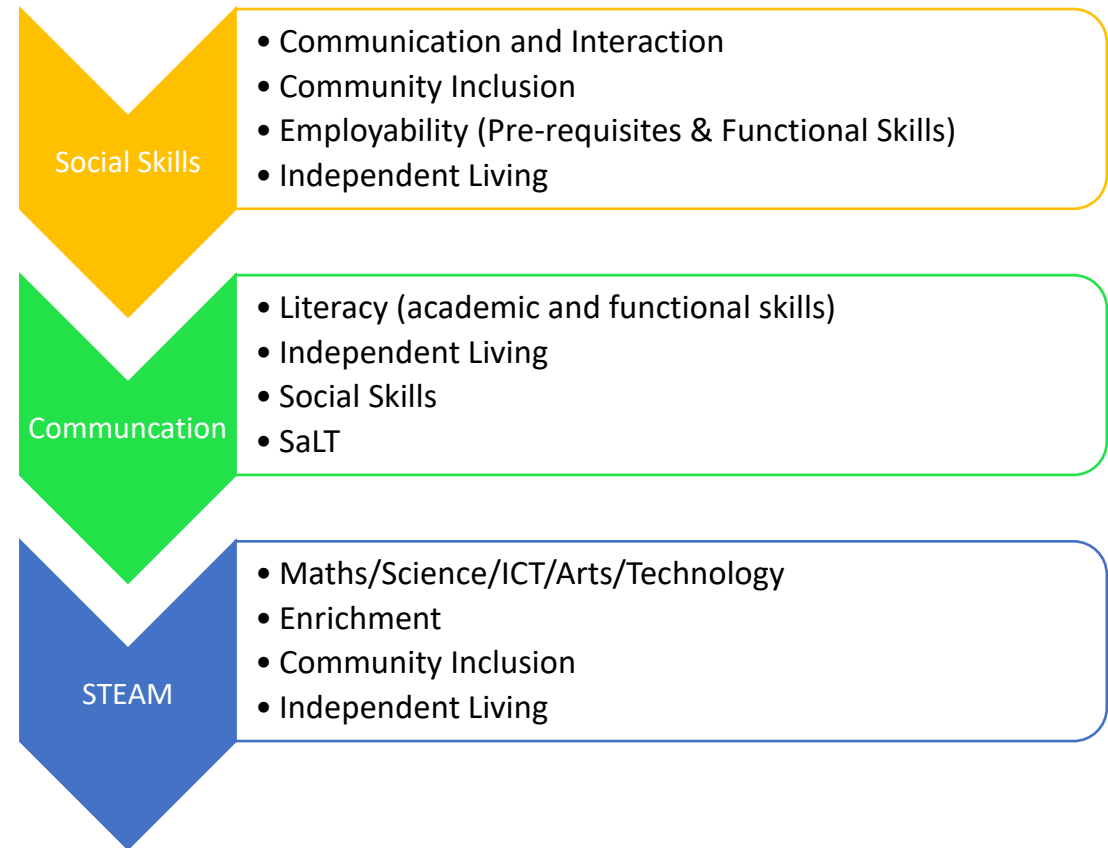 Social Skills
• Communication and Interaction
• Community Inclusion
• Employability (Pre-requisites & Functional Skills)
• Independent Living
Communcation
• Literacy (academic and functional skills)
• Independent Living
• Social Skills
• SaLT
STEAM
• Maths/Science/ICT/Arts/Technology
• Enrichment
• Community Inclusion
• Independent Living